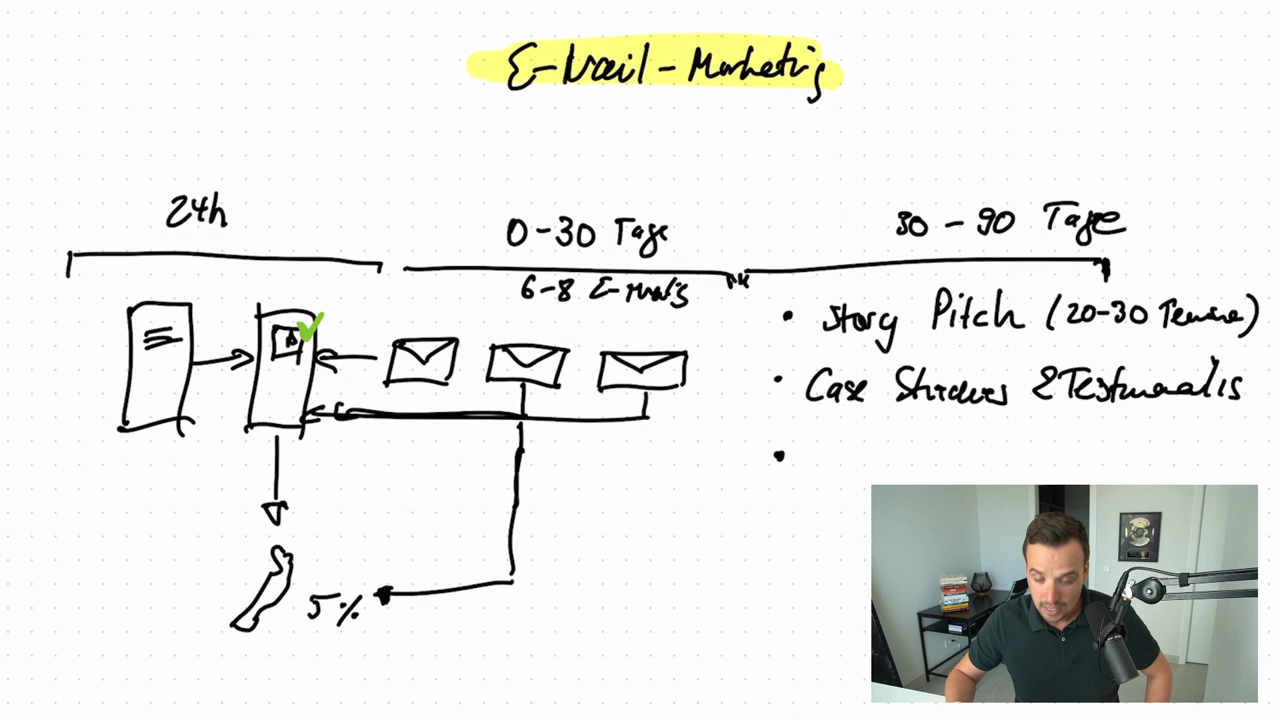 E-Mail-Marketing
24h
0-30 Tage
30 - 90 Tage
6-8 E-Mails
• Story Pitch (20-30 Termine)
• Case Studies & Testimonials
•
5%